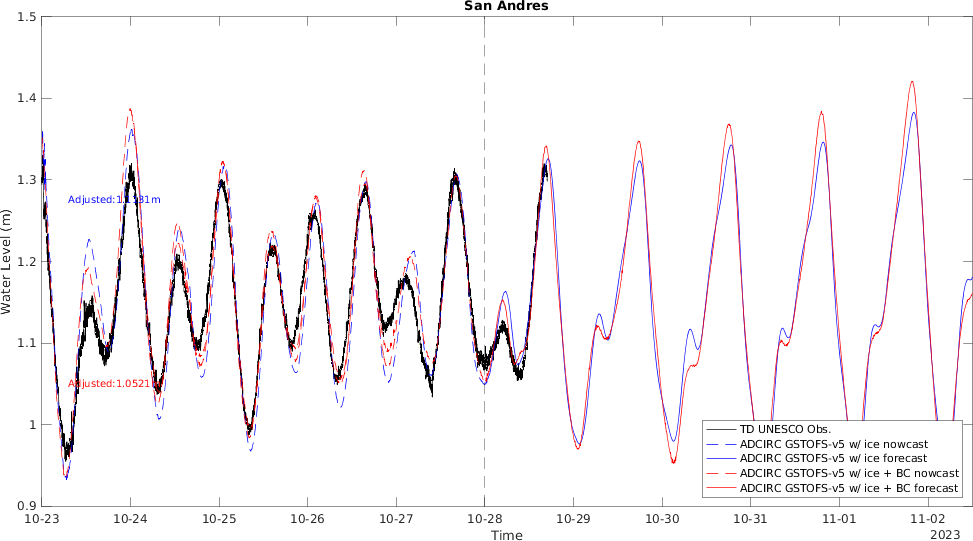 San Andres
1.5
1.4
1.3
1.2
1.1
1
0.9
Water Level (m)
Adjusted:1.1131m
Adjusted:1.0521
TD UNESCO Obs.
ADCIRC GSTOFS-v5 w/ ice nowcast
ADCIRC GSTOFS-v5 w/ ice forecast
ADCIRC GSTOFS-v5 w/ ice + BC nowcast
ADCIRC GSTOFS-v5 w/ ice + BC forecast
10-23 10-24 10-25 10-26 10-27 10-28 10-29 10-30 10-31 11-01 11-02
Time
2023